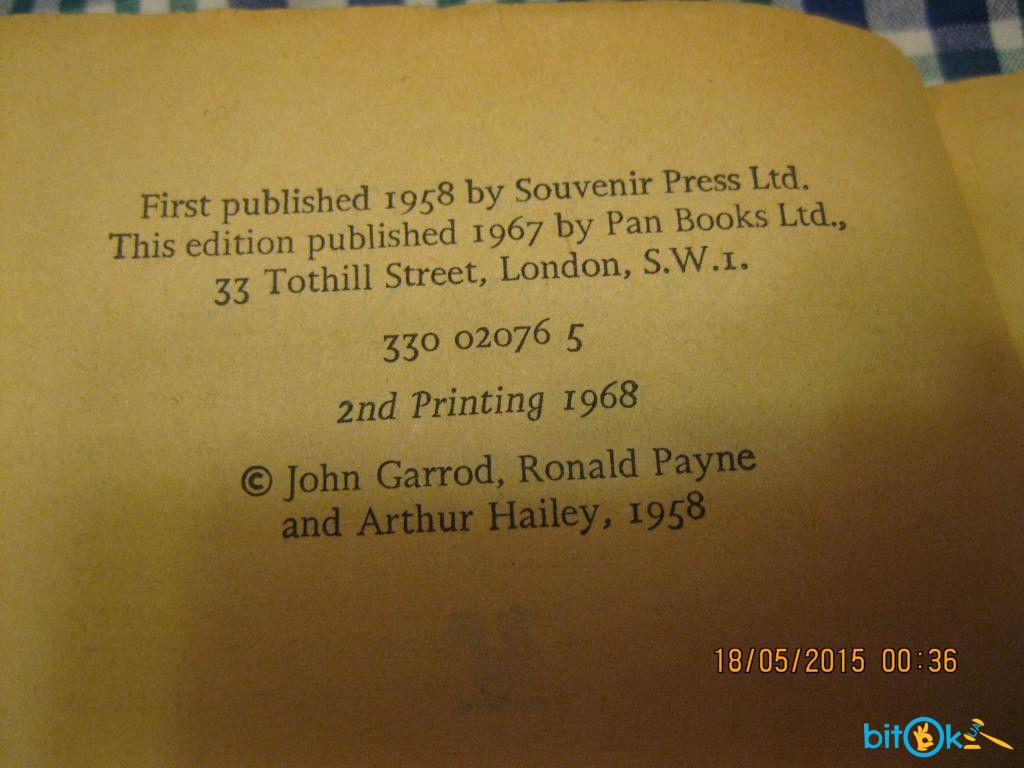 First published 1958 by Souvenir Press Ltd.
This edition published 1967 by Pan Books Ltd.,
33 Tothill Street, London, S.W.1.
330 02076 5
2nd Printing 1968
© John Garrod, Ronald Payne
and Arthur Hailey, 1958
18/05/2015 00:36
bitOk UA